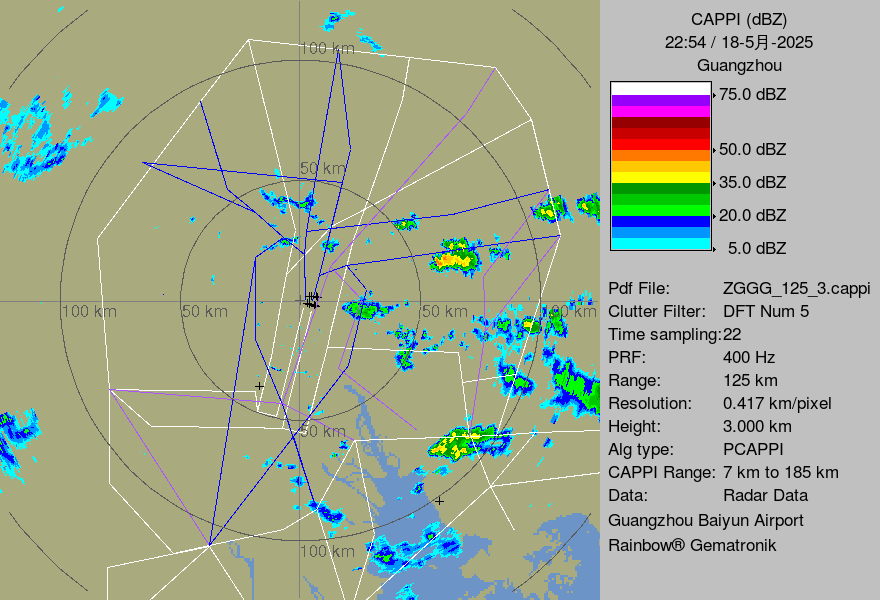 100 km
50 km
100 km
50 km
50 km
50 km
100 km
CAPPI (dBZ)
22:54 / 18-5月-2025
Guangzhou
75.0 dBZ
50.0 dBZ
35.0 dBZ
20.0 dBZ
5.0 dBZ
Pdf File: ZGGG_125_3.cappi
Clutter Filter: DFT Num 5
Time sampling:22
PRF: 400 Hz
Range: 125 km
Resolution: 0.417 km/pixel
Height: 3.000 km
Alg type: PCAPPI
CAPPI Range: 7 km to 185 km
Data: Radar Data
Guangzhou Baiyun Airport
Rainbow® Gematronik